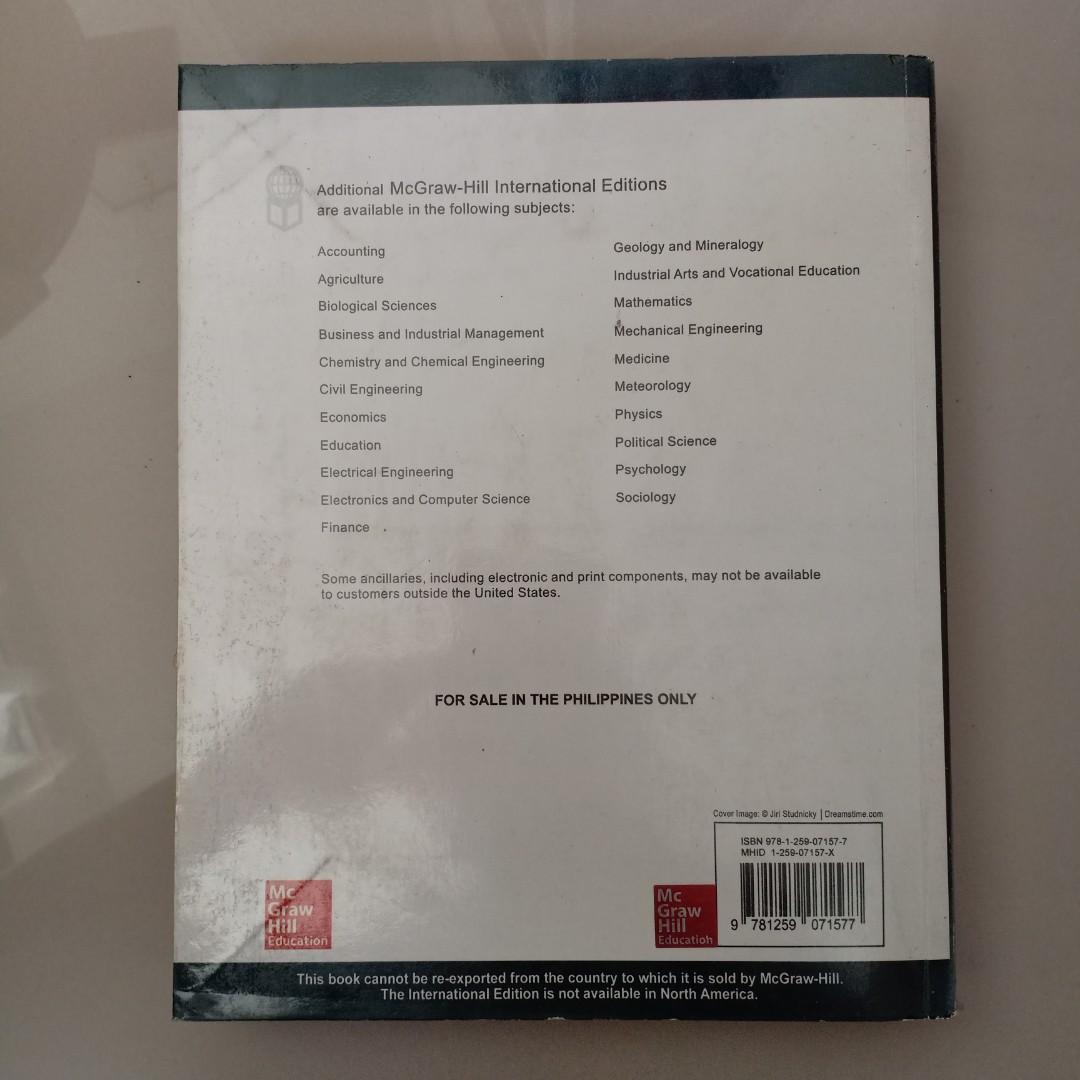 Additional McGraw-Hill International Editions
are available in the following subjects:
Accounting
Agriculture
Biological Sciences
Business and Industrial Management
Chemistry and Chemical Engineering
Civil Engineering
Economics
Education
Electrical Engineering
Electronics and Computer Science
Finance
Geology and Mineralogy
Industrial Arts and Vocational Education
Mathematics
Mechanical Engineering
Medicine
Meteorology
Physics
Political Science
Psychology
Sociology
Some ancillaries, including electronic and print components, may not be available
to customers outside the United States.
FOR SALE IN THE PHILIPPINES ONLY
Cover Image: © Jiri Studnicky | Dreamstime.com
ISBN 978-1-259-07157-7
MHID 1-259-07157-X
9 781259 071577
Mc
Graw
Hill
Education
Mc
Graw
Hill
Education
This book cannot be re-exported from the country to which it is sold by McGraw-Hill.
The International Edition is not available in North America.